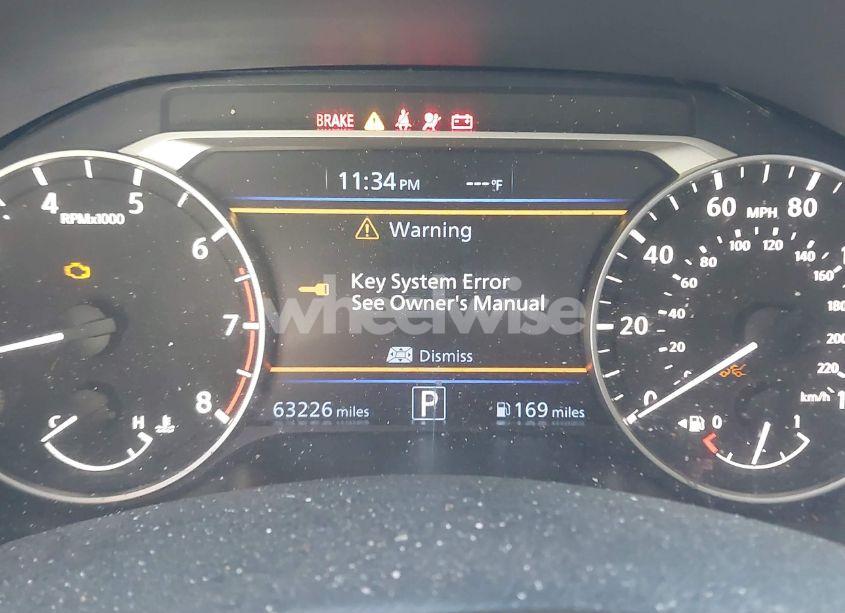 BRAKE
11:34 PM ---°F
Warning
Key System Error
See Owner's Manual
Dismiss
63226 miles P 169 miles
4 5 6 7 8
RPMx1000
C H
0 20 40 60 80
MPH
0 20 40 60 80 100 120 140 160 180 200 220
km/h
0 1
wheelwise